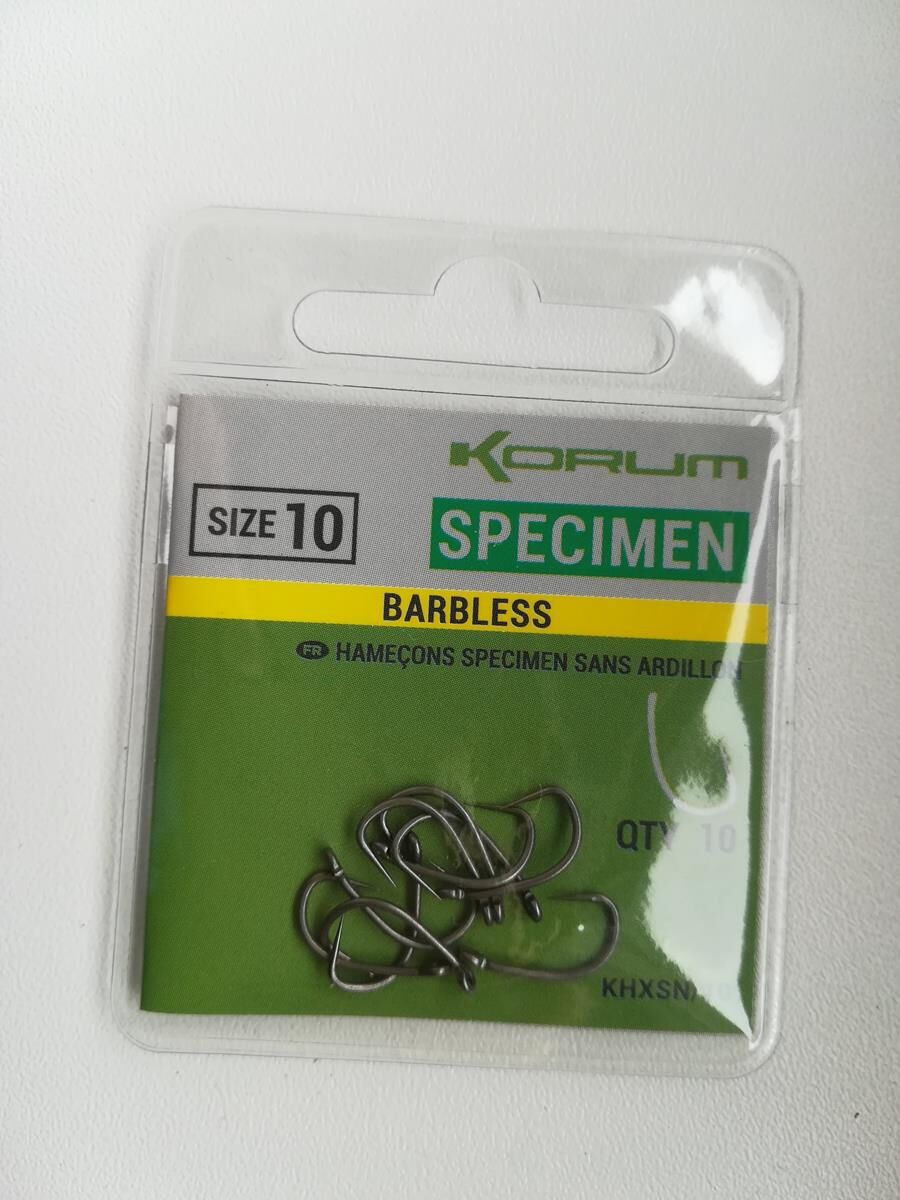 KORUM
SIZE 10
SPECIMEN
BARBLESS
FR HAMEÇONS SPECIMEN SANS ARDILLON
QTY 10